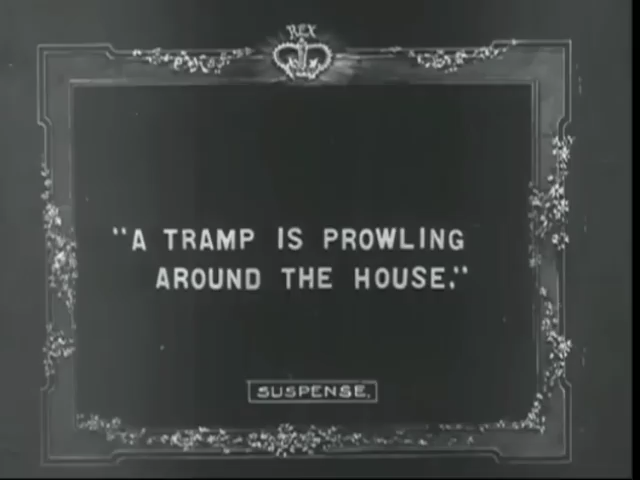 REX
"A TRAMP IS PROWLING
AROUND THE HOUSE."
SUSPENSE.